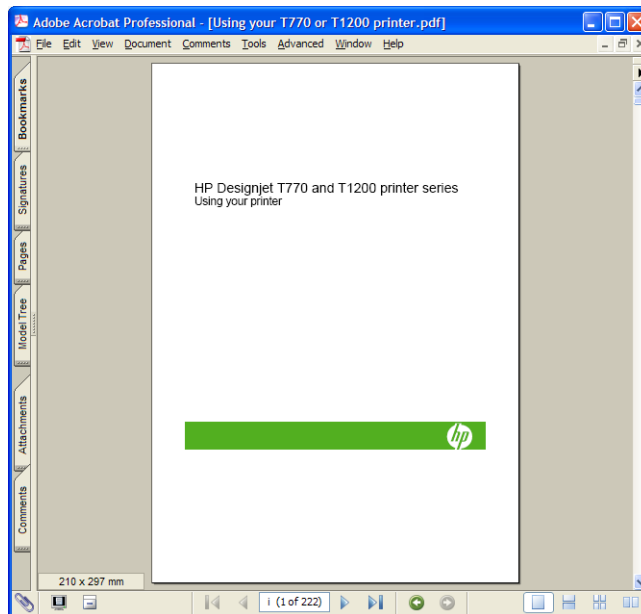 Adobe Acrobat Professional - [Using your T770 or T1200 printer.pdf]
File Edit View Document Comments Tools Advanced Window Help
Bookmarks
Signatures
Pages
Model Tree
Attachments
Comments
HP Designjet T770 and T1200 printer series
Using your printer
hp
210 x 297 mm
i (1 of 222)